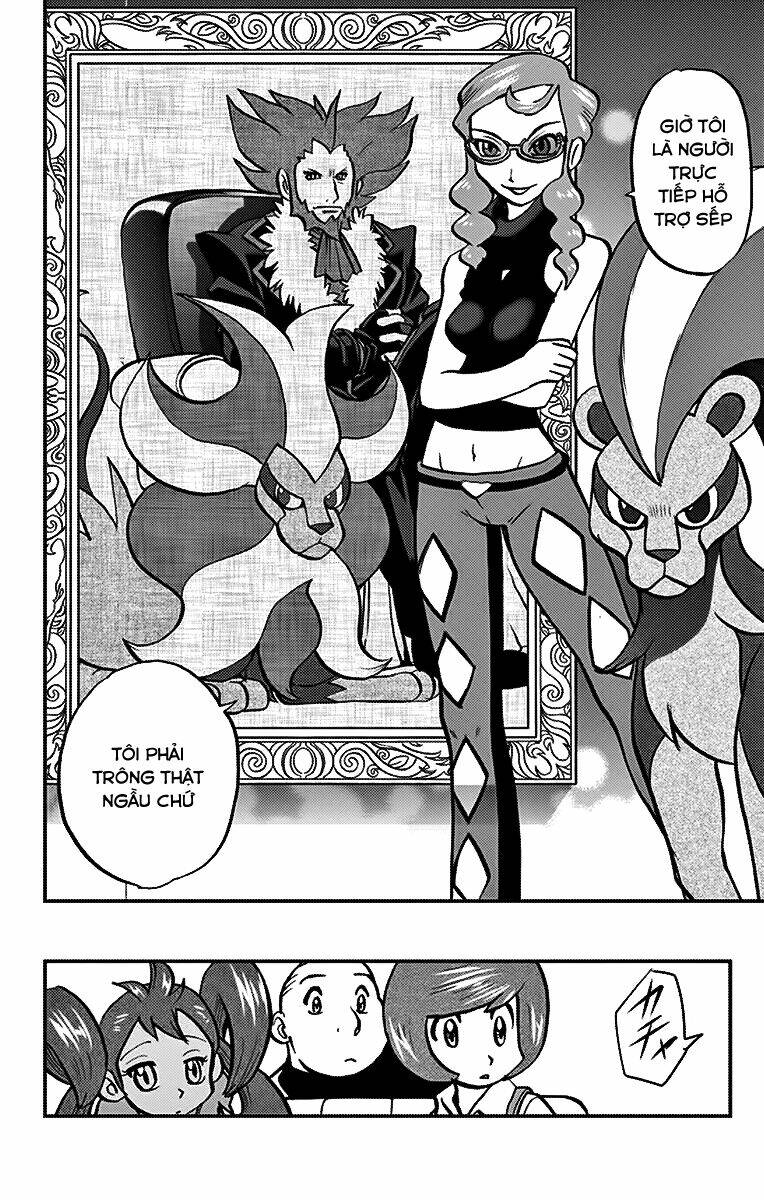 GIỜ TÔI
LÀ NGƯỜI
TRỰC
TIẾP HỖ
TRỢ SẾP
TÔI PHẢI
TRÔNG THẬT
NGẦU CHỨ
カチャ